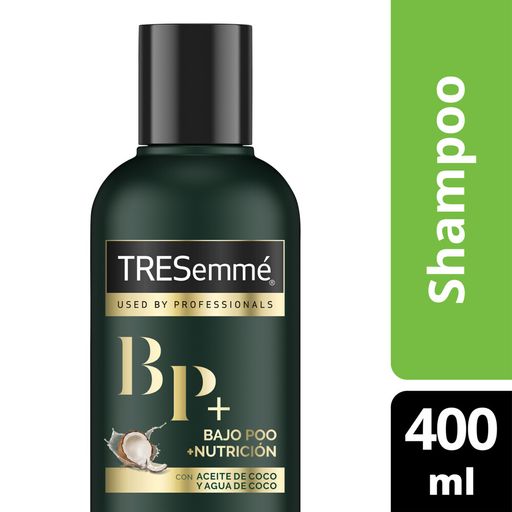 TRESemmé®
USED BY PROFESSIONALS
BP+
BAJO POO
+NUTRICIÓN
CON ACEITE DE COCO
Y AGUA DE COCO
Shampoo
400
ml